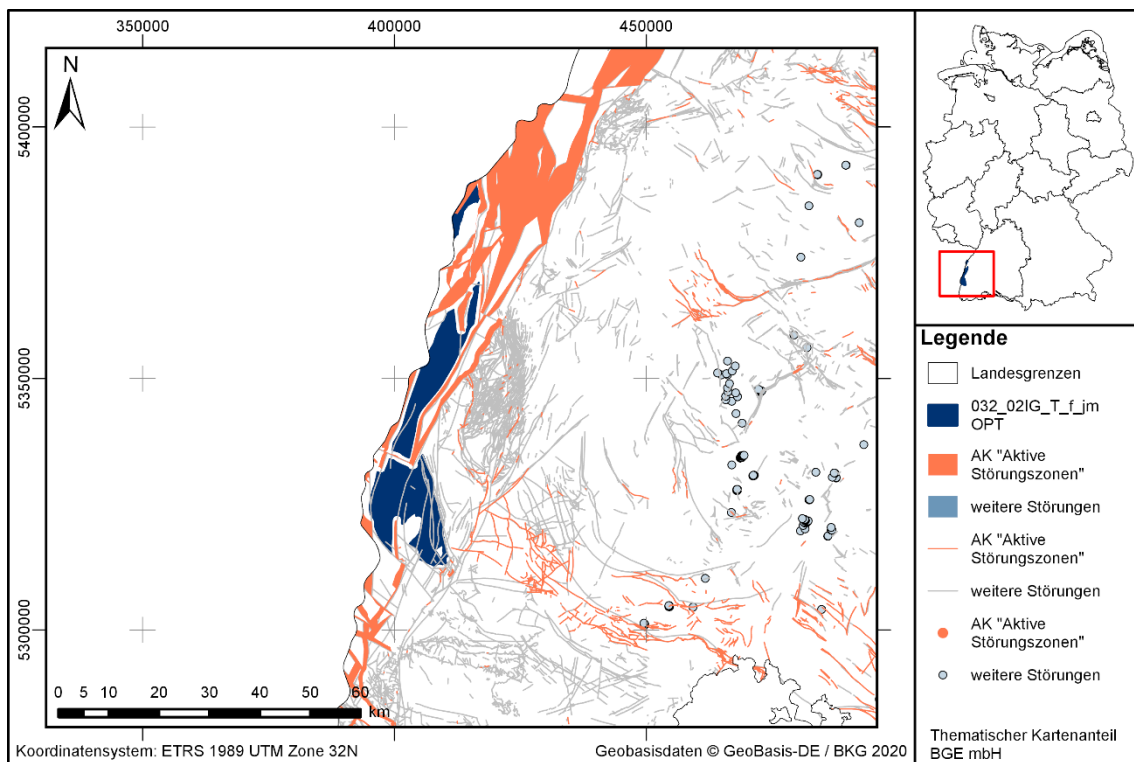 350000
400000
450000
N
5400000
5350000
5300000
0 5 10 20 30 40 50 60
km
Koordinatensystem: ETRS 1989 UTM Zone 32N
Geobasisdaten © GeoBasis-DE / BKG 2020
Legende
Landesgrenzen
032_02IG_T_f_jm
OPT
AK "Aktive
Störungszonen"
weitere Störungen
AK "Aktive
Störungszonen"
weitere Störungen
AK "Aktive
Störungszonen"
weitere Störungen
Thematischer Kartenanteil
BGE mbH